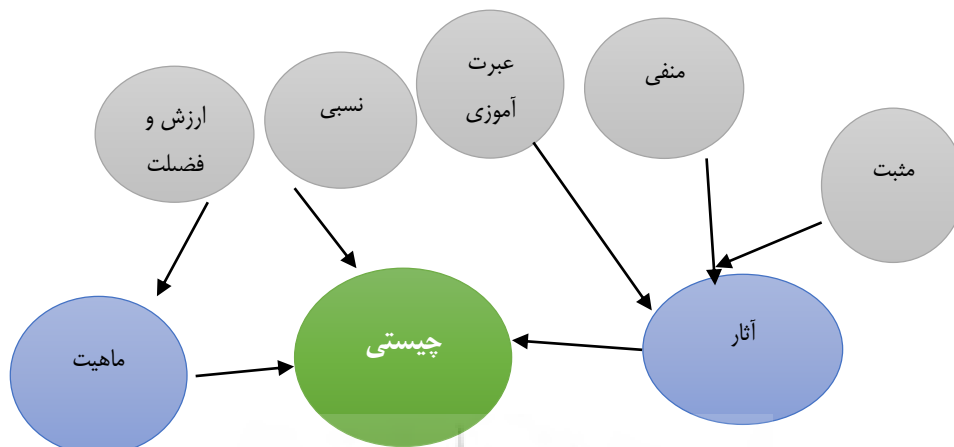 مثبت
منفی
عبرت
آموزی
نسبی
ارزش و
فضلت
آثار
چیستی
ماهیت